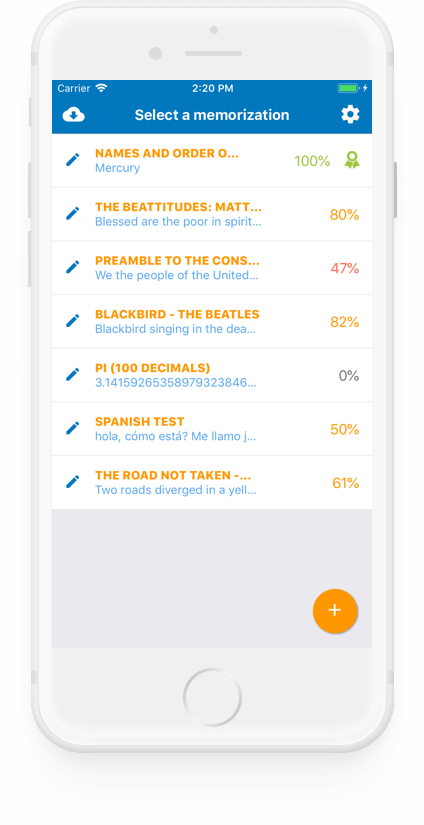 Carrier 2:20 PM
Select a memorization
NAMES AND ORDER O...
Mercury
100%
THE BEATTITUDES: MATT...
Blessed are the poor in spirit...
80%
PREAMBLE TO THE CONS...
We the people of the United...
47%
BLACKBIRD - THE BEATLES
Blackbird singing in the dea...
82%
PI (100 DECIMALS)
3.14159265358979323846...
0%
SPANISH TEST
hola, cómo está? Me llamo j...
50%
THE ROAD NOT TAKEN -...
Two roads diverged in a yell...
61%
+